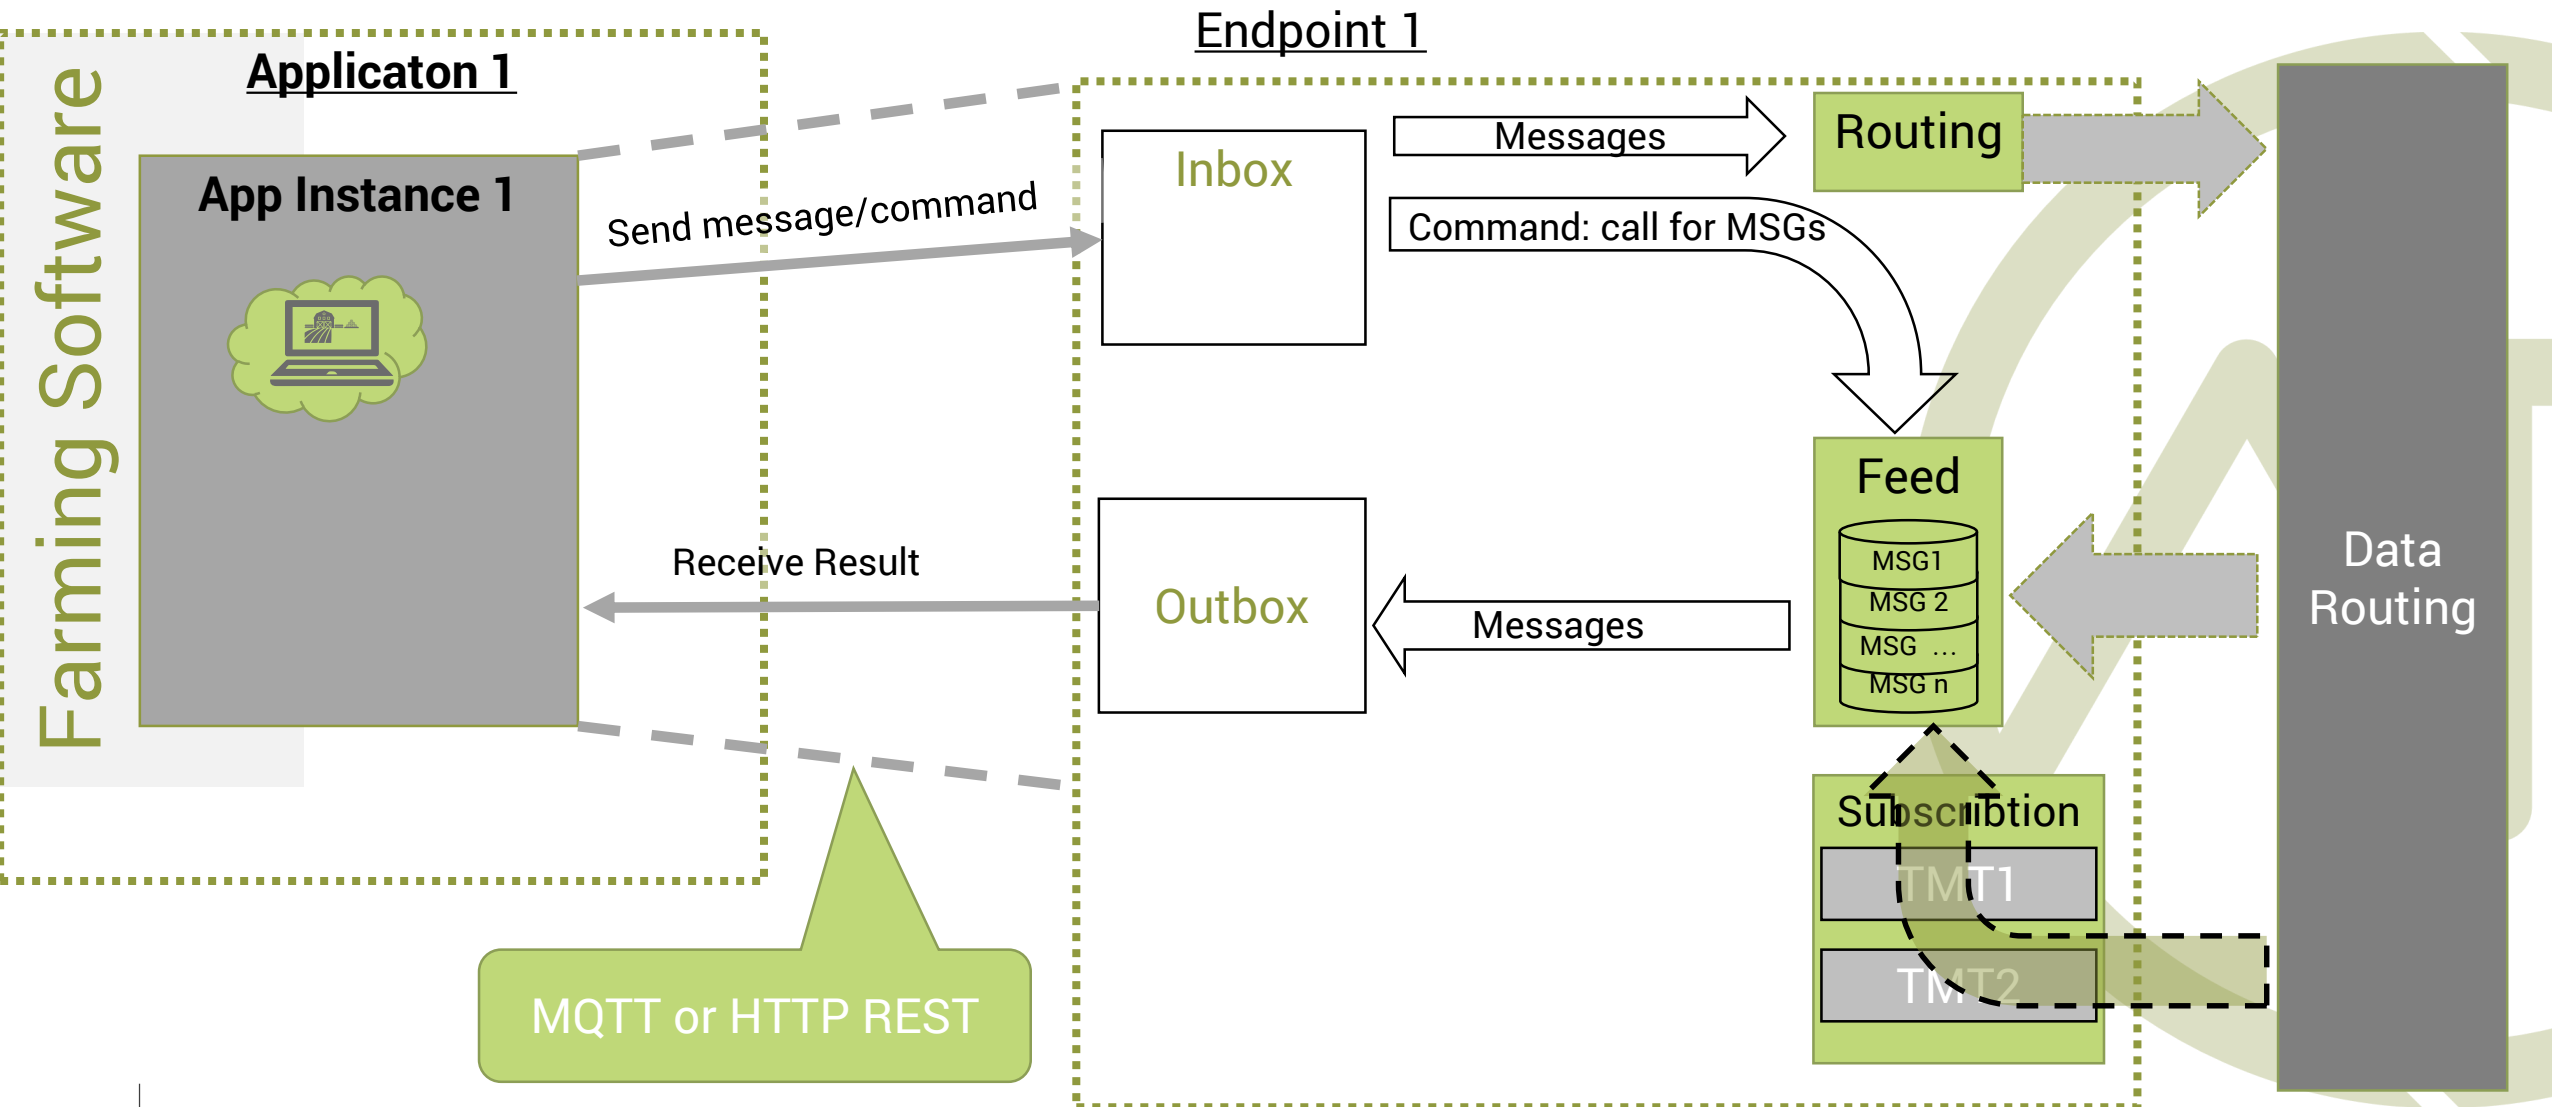 Endpoint 1
Farming Software
Applicaton 1
App Instance 1
Send message/command
Receive Result
MQTT or HTTP REST
Inbox
Messages
Routing
Command: call for MSGs
Feed
MSG1
MSG 2
MSG ...
MSG n
Outbox
Messages
Subscribtion
TMT1
TMT2
Data
Routing